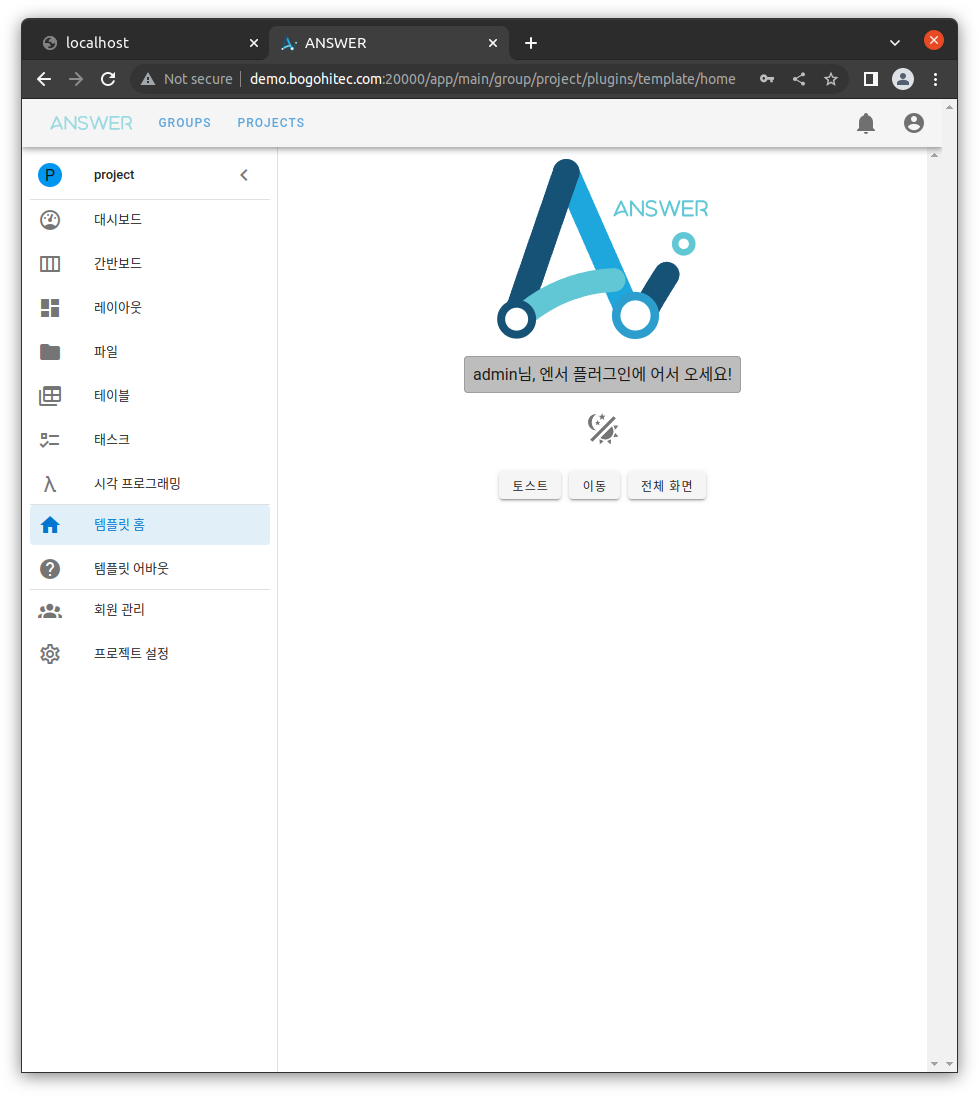 localhost
ANSWER
Not secure | demo.bogohitec.com:20000/app/main/group/project/plugins/template/home
ANSWER GROUPS PROJECTS
P project
대시보드
간반보드
레이아웃
파일
테이블
태스크
시각 프로그래밍
템플릿 홈
템플릿 어바웃
회원 관리
프로젝트 설정
ANSWER
admin님, 엔서 플러그인에 어서 오세요!
토스트 이동 전체 화면